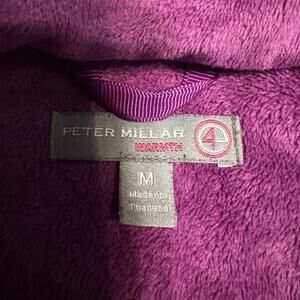 PETER MILLAR
WARMTH
4
M
Made in
Thailand